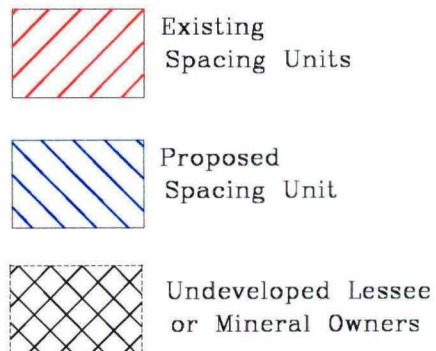 Existing
Spacing Units
Proposed
Spacing Unit
Undeveloped Lessee
or Mineral Owners